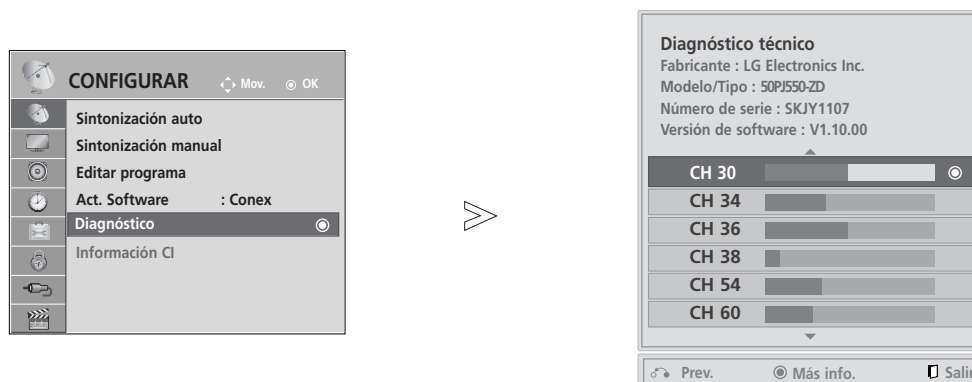 CONFIGURAR Mov. OK
Sintonización auto
Sintonización manual
Editar programa
Act. Software : Conex
Diagnóstico
Información CI
Diagnóstico técnico
Fabricante : LG Electronics Inc.
Modelo/Tipo : 50PJ550-ZD
Número de serie : SKJY1107
Versión de software : V1.10.00
CH 30
CH 34
CH 36
CH 38
CH 54
CH 60
Prev. Más info. Salir